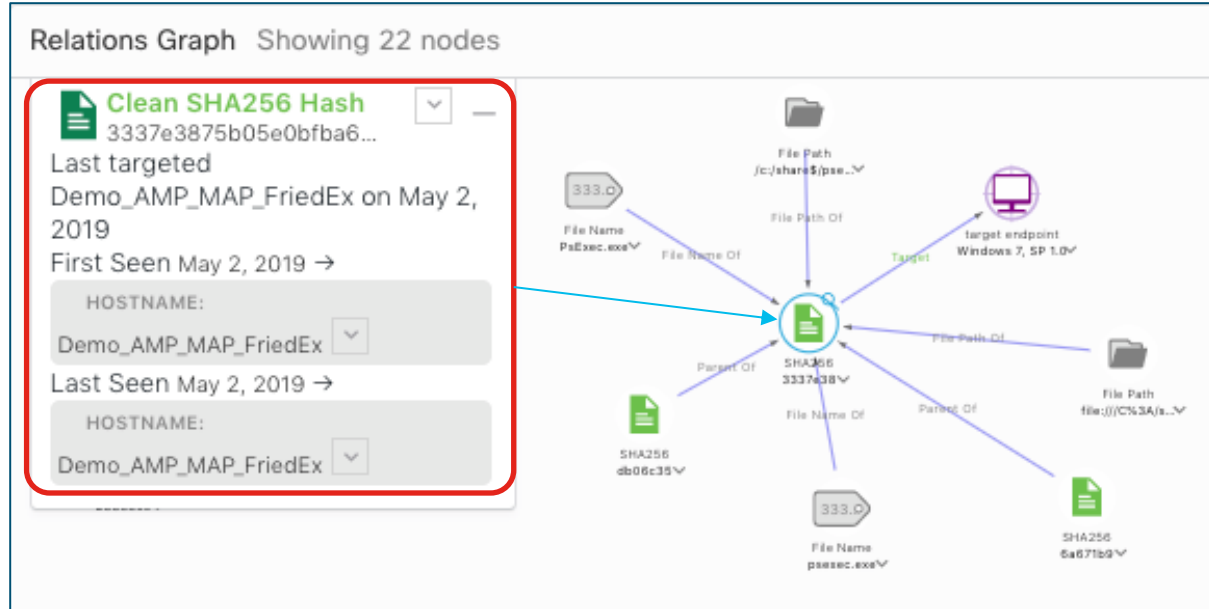 Relations Graph Showing 22 nodes
Clean SHA256 Hash
3337e3875b05e0bfba6...
Last targeted
Demo_AMP_MAP_FriedEx on May 2,
2019
First Seen May 2, 2019 →
HOSTNAME:
Demo_AMP_MAP_FriedEx
Last Seen May 2, 2019 →
HOSTNAME:
Demo_AMP_MAP_FriedEx
File Path
/c:/share$/pse...
File Path Of
333.
File Name
PsExec.exe
File Name Of
target endpoint
Windows 7, SP 1.0
Target
SHA256
3337e38
File Path Of
File Path
file:///C%3A/s...
Parent Of
SHA256
db06c35
File Name Of
333.
File Name
psexec.exe
Parent Of
SHA256
6a671b9